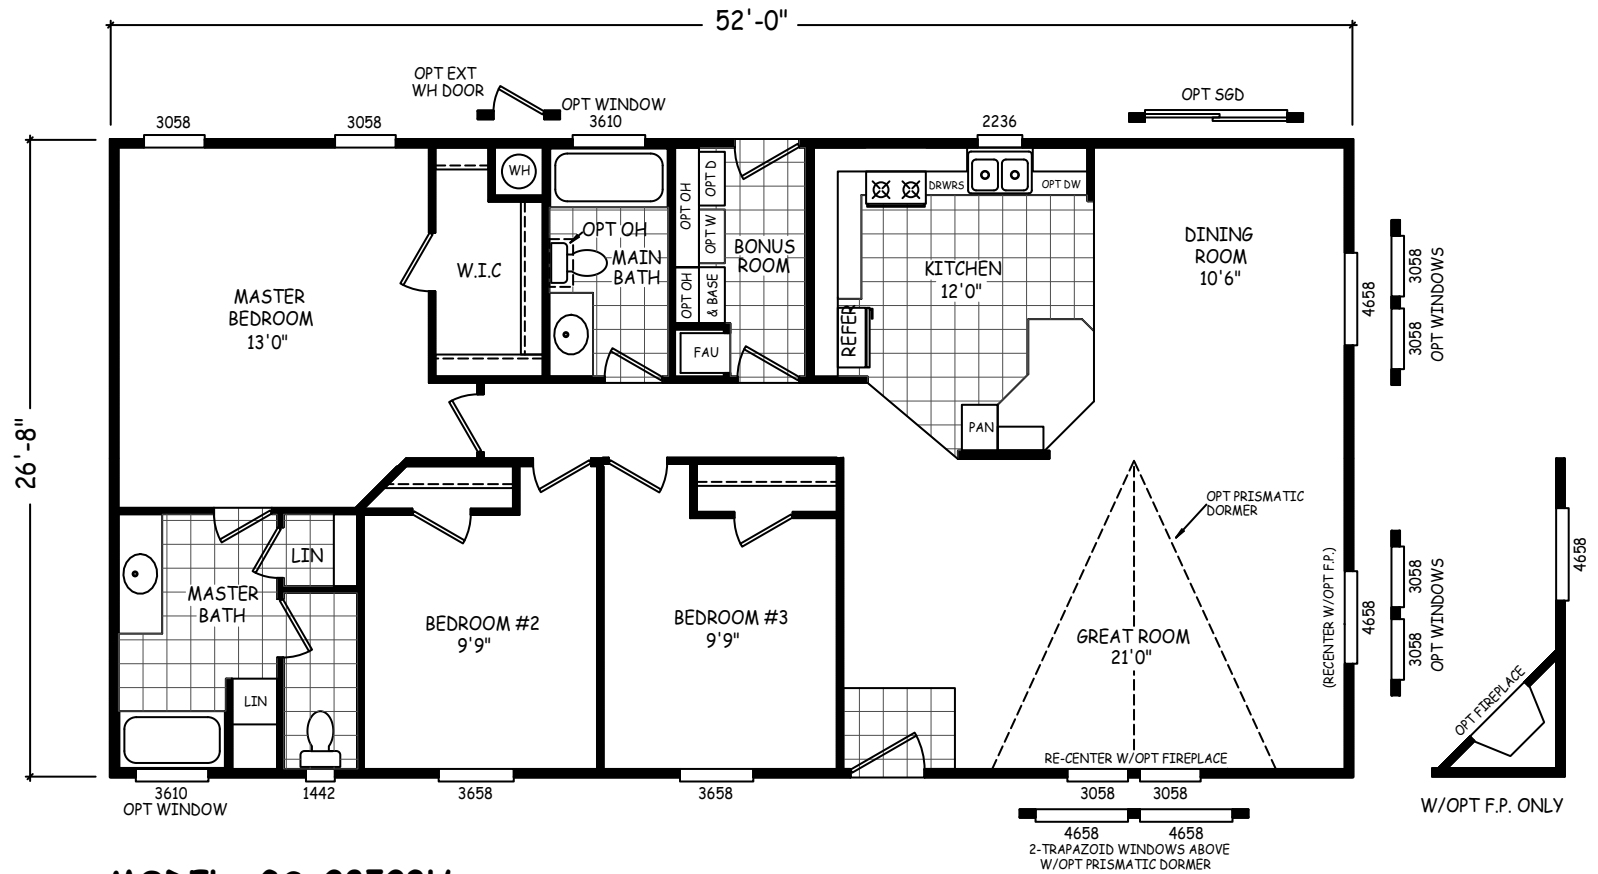 52'-0"
OPT EXT
WH DOOR
OPT WINDOW
OPT SGD
3058
3058
3610
2236
WH
OPT OH
OPT D
DRWRS
OPT DW
OPT OH
MAIN
BATH
OPT W
BONUS
ROOM
W.I.C
KITCHEN
12'0"
DINING
ROOM
10'6"
4658
3058
3058
OPT WINDOWS
MASTER
BEDROOM
13'0"
OPT OH
& BASE
FAU
REFER
PAN
26'-8"
OPT PRISMATIC
DORMER
LIN
MASTER
BATH
BEDROOM #2
9'9"
BEDROOM #3
9'9"
GREAT ROOM
21'0"
(RECENTER W/OPT F.P.)
4658
3058
3058
OPT WINDOWS
4658
OPT FIREPLACE
LIN
RE-CENTER W/OPT FIREPLACE
3610
OPT WINDOW
1442
3658
3658
3058
3058
W/OPT F.P. ONLY
4658
4658
2-TRAPAZOID WINDOWS ABOVE
W/OPT PRISMATIC DORMER